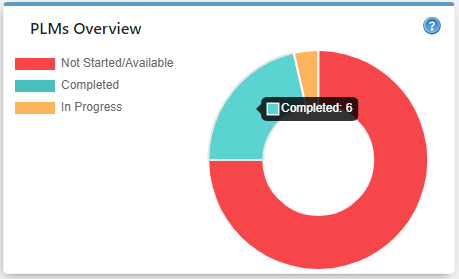 PLMs Overview
?
Not Started/Available
Completed
In Progress
Completed: 6